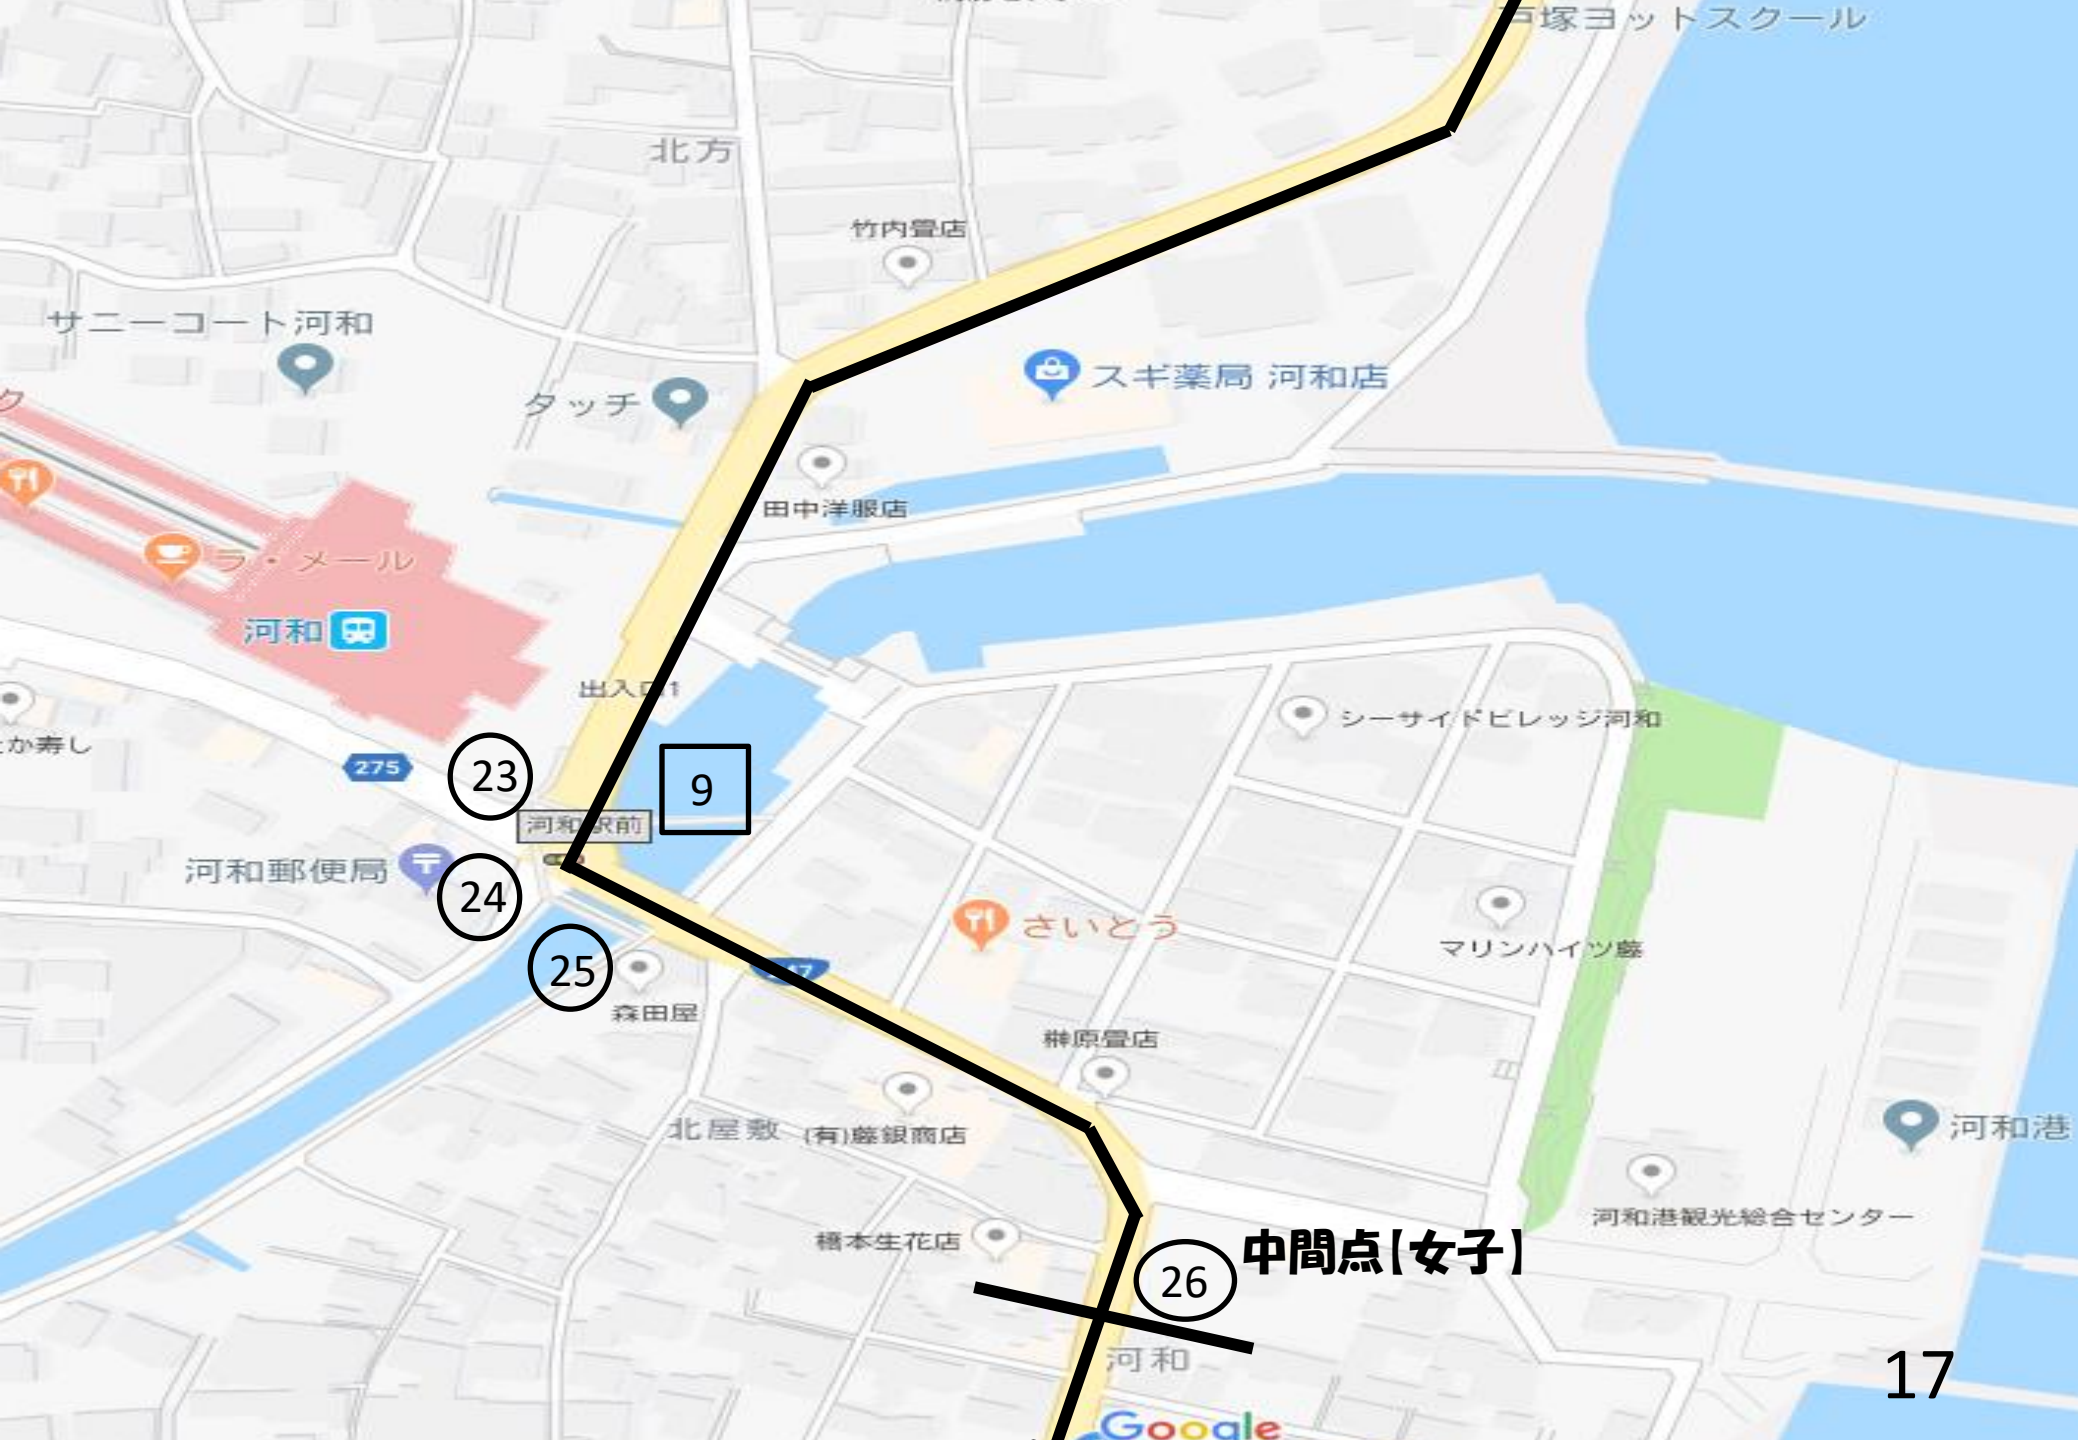 戸塚ヨットスクール
北方
竹内畳店
サニーコート河和
スギ薬局 河和店
タッチ
ク
田中洋服店
ラ・メール
河和
出入口1
シーサイドビレッジ河和
か寿し
275
23
9
河和駅前
河和郵便局
24
さいとう
マリンハイツ藤
25
森田屋
榊原畳店
北屋敷
(有)藤銀商店
河和港
河和港観光総合センター
橋本生花店
26
中間点【女子】
河和
17
Google